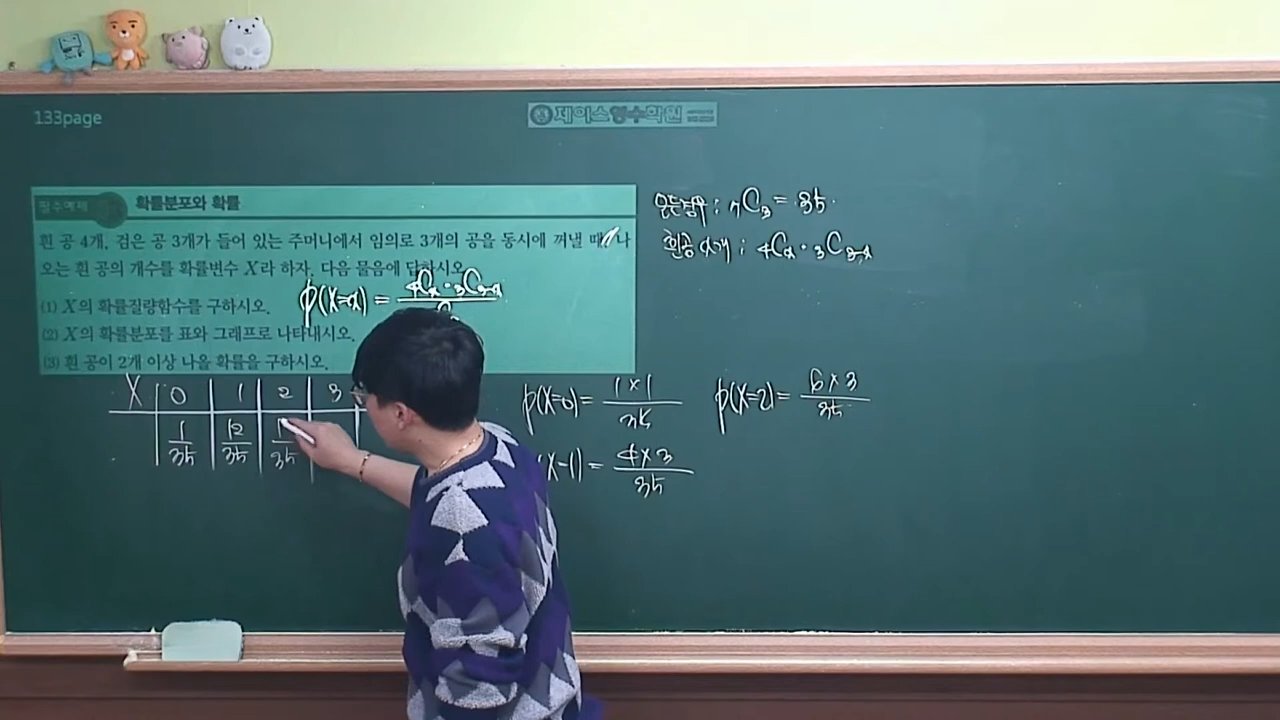 133page
제이스영수학원
필수예제
확률분포와 확률
흰 공 4개, 검은 공 3개가 들어 있는 주머니에서 임의로 3개의 공을 동시에 꺼낼 때, 나
오는 흰 공의 개수를 확률변수 X라 하자. 다음 물음에 답하시오.
(1) X의 확률질량함수를 구하시오.
P(X=x) = ₄Cₓ · ₃C₃₋ₓ
(2) X의 확률분포를 표와 그래프로 나타내시오.
(3) 흰 공이 2개 이상 나올 확률을 구하시오.
모든경우 ; ₇C₃ = 35.
흰공 x개 ; ₄Cₓ · ₃C₃₋ₓ
X 0 1 2 3
1/35 12/35 1 /35
P(X=0) = 1×1/35
(X=1) = 4×3/35
P(X=2) = 6×3/35